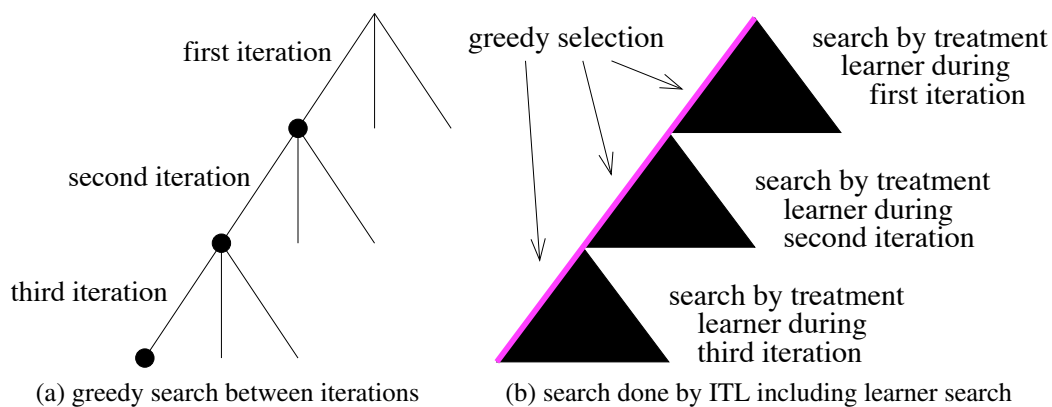 first iteration
second iteration
third iteration
(a) greedy search between iterations
greedy selection
search by treatment
learner during
first iteration
search by treatment
learner during
second iteration
search by treatment
learner during
third iteration
(b) search done by ITL including learner search